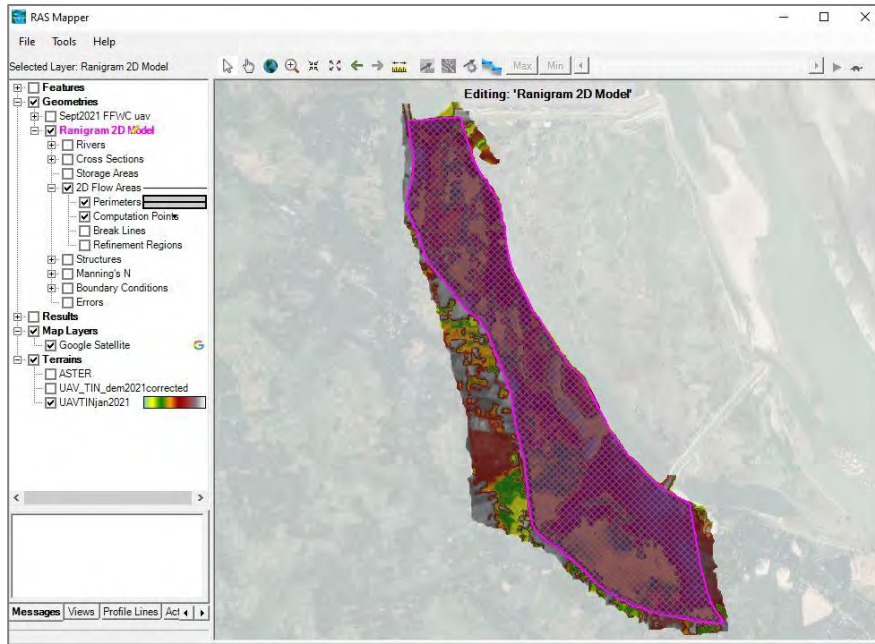 RAS Mapper
File Tools Help
Selected Layer: Ranigram 2D Model
Max Min
Editing: 'Ranigram 2D Model'
Features
Geometries
Sept2021 FFWC uav
Ranigram 2D Model
Rivers
Cross Sections
Storage Areas
2D Flow Areas
Perimeters
Computation Points
Break Lines
Refinement Regions
Structures
Manning's N
Boundary Conditions
Errors
Results
Map Layers
Google Satellite
G
Terrains
ASTER
UAV_TIN_dem2021corrected
UAVTINjan2021
Messages Views Profile Lines Act